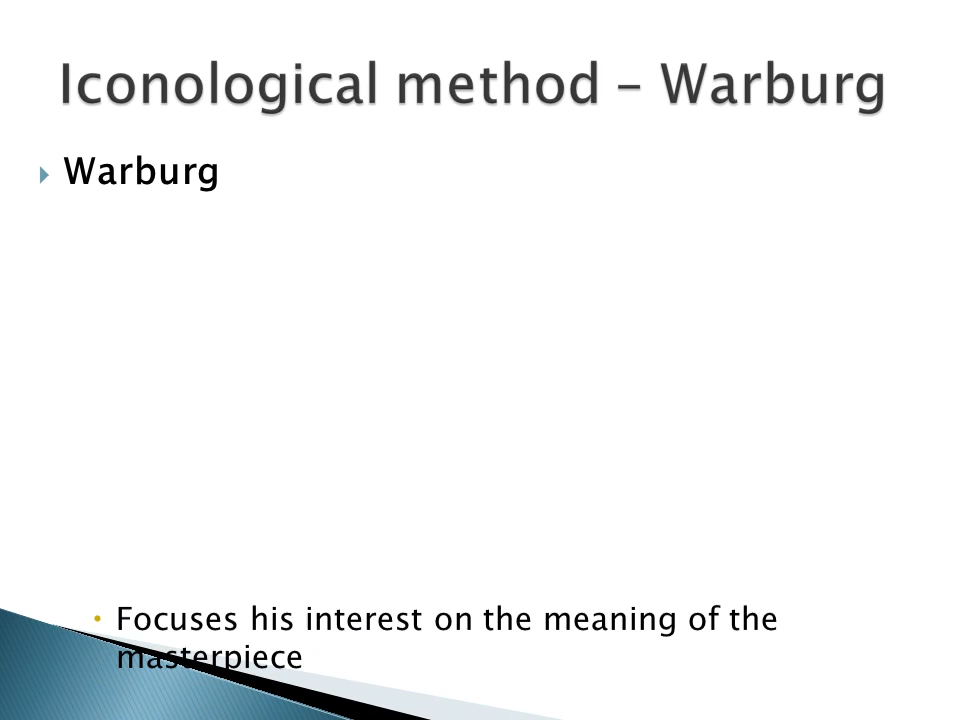 Iconological method – Warburg
Warburg
Focuses his interest on the meaning of the
masterpiece